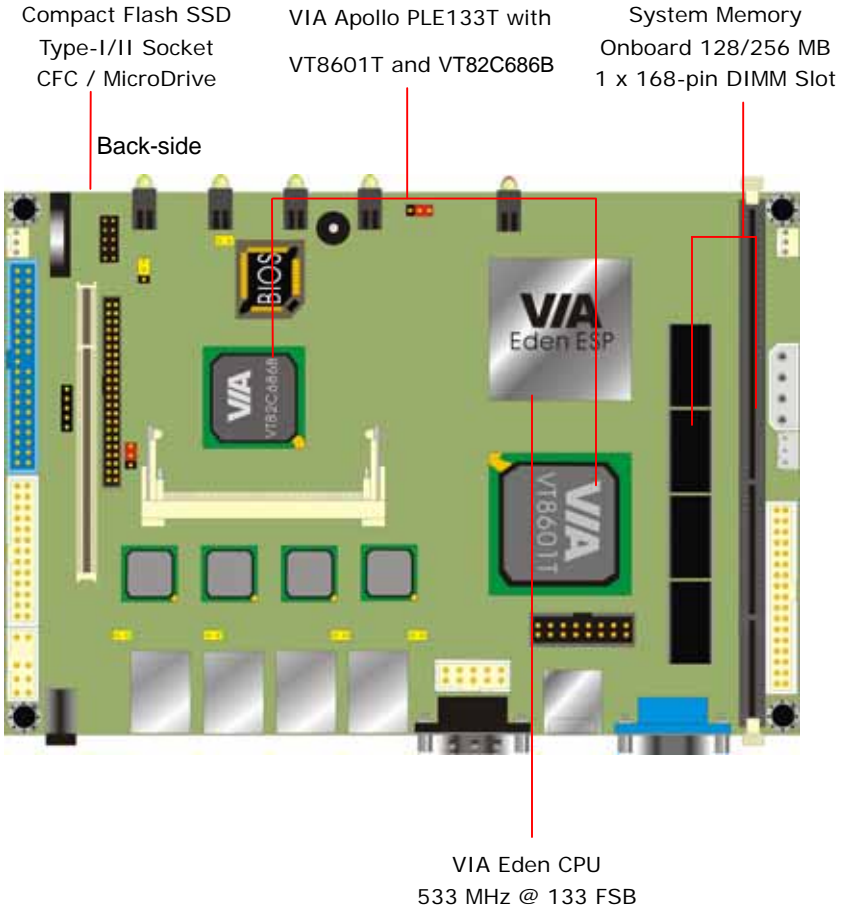 Compact Flash SSD
Type-I/II Socket
CFC / MicroDrive
VIA Apollo PLE133T with
VT8601T and VT82C686B
System Memory
Onboard 128/256 MB
1 x 168-pin DIMM Slot
Back-side
BIOS
VIA
Eden ESP
VIA
VT82C686B
VIA
VT8601T
VIA Eden CPU
533 MHz @ 133 FSB